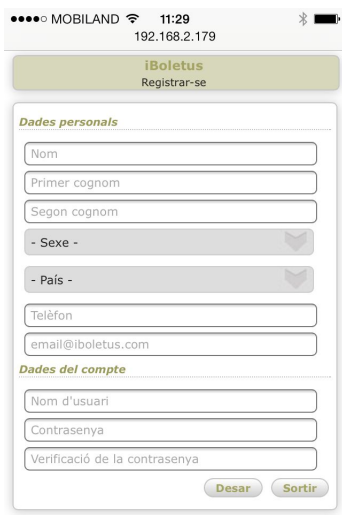 MOBILAND 11:29
192.168.2.179
iBoletus
Registrar-se
Dades personals
Nom
Primer cognom
Segon cognom
- Sexe -
- País -
Telèfon
email@iboletus.com
Dades del compte
Nom d'usuari
Contrasenya
Verificació de la contrasenya
Desar Sortir